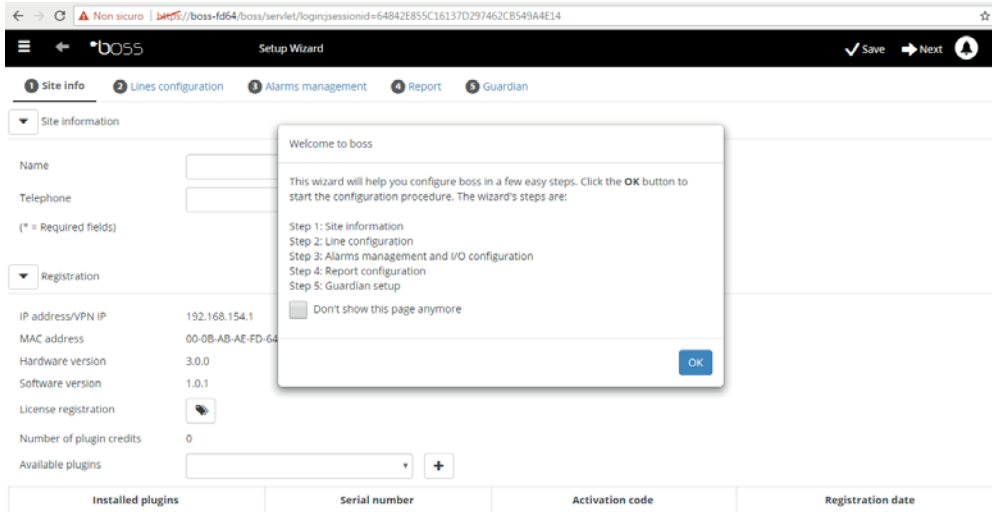 Non sicuro | https://boss-fd64/boss/servlet/login;jsessionid=64842E855C16137D297462CB549A4E14
boss Setup Wizard Save Next
1 Site info 2 Lines configuration 3 Alarms management 4 Report 5 Guardian
Site information
Name
Telephone
(* = Required fields)
Registration
IP address/VPN IP 192.168.154.1
MAC address 00-0B-AB-AE-FD-64
Hardware version 3.0.0
Software version 1.0.1
License registration
Number of plugin credits 0
Available plugins
Installed plugins Serial number Activation code Registration date
Welcome to boss
This wizard will help you configure boss in a few easy steps. Click the OK button to
start the configuration procedure. The wizard's steps are:
Step 1: Site information
Step 2: Line configuration
Step 3: Alarms management and I/O configuration
Step 4: Report configuration
Step 5: Guardian setup
Don't show this page anymore
OK